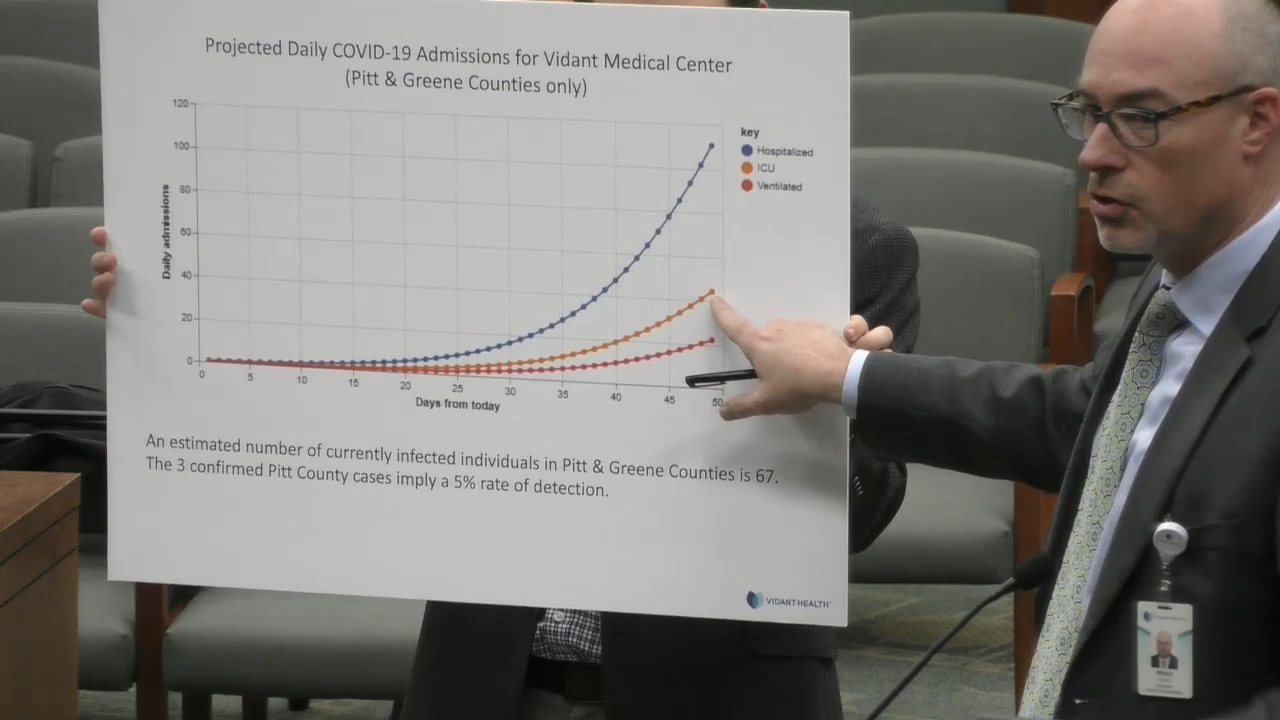 Projected Daily COVID-19 Admissions for Vidant Medical Center
(Pitt & Greene Counties only)
120
100
80
60
40
20
0
Daily admissions
0 5 10 15 20 25 30 35 40 45 50
Days from today
key
Hospitalized
ICU
Ventilated
An estimated number of currently infected individuals in Pitt & Greene Counties is 67.
The 3 confirmed Pitt County cases imply a 5% rate of detection.
VIDANT HEALTH